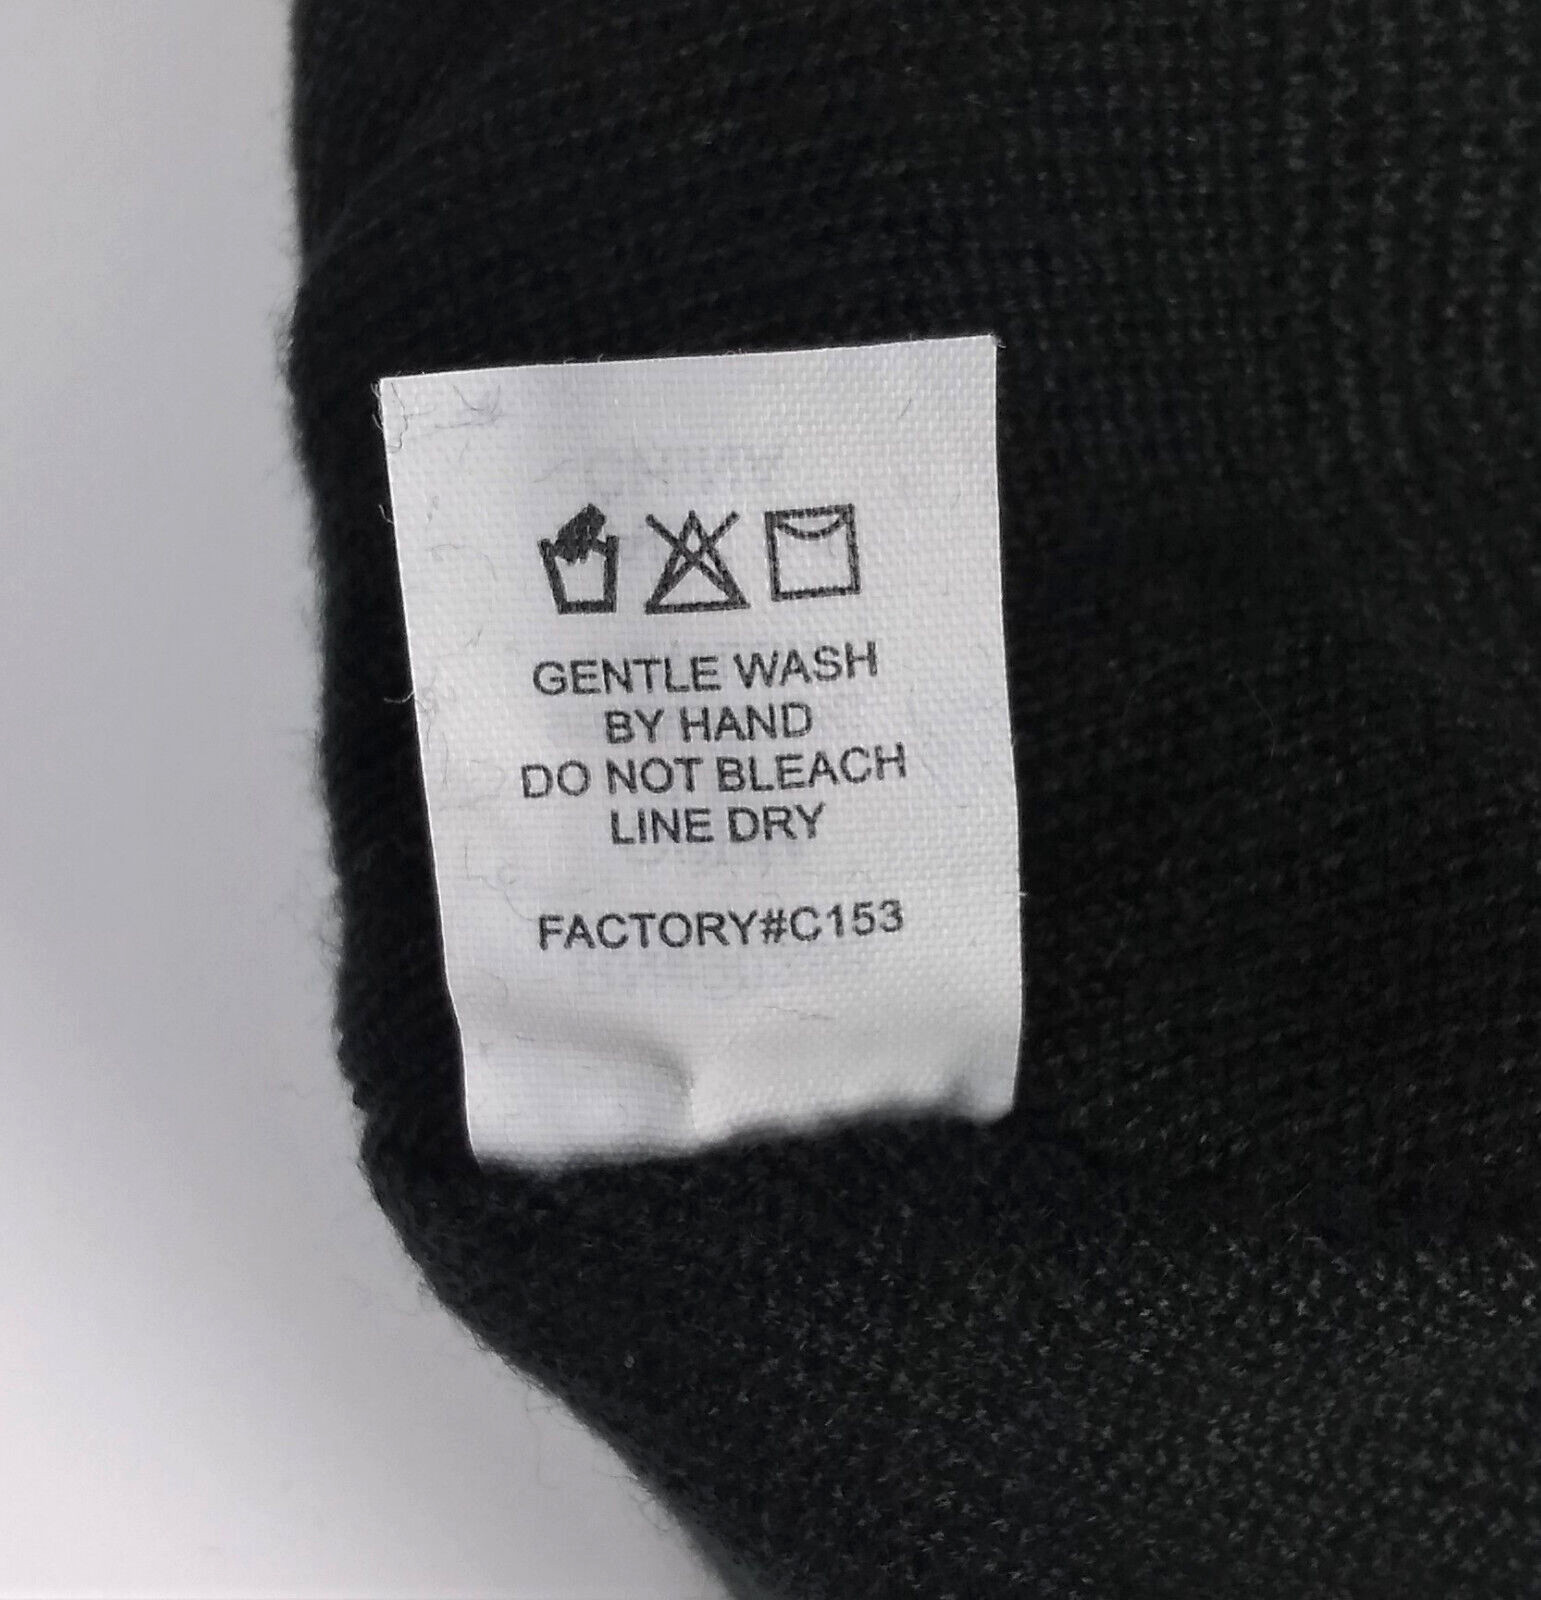 GENTLE WASH
BY HAND
DO NOT BLEACH
LINE DRY
FACTORY#C153